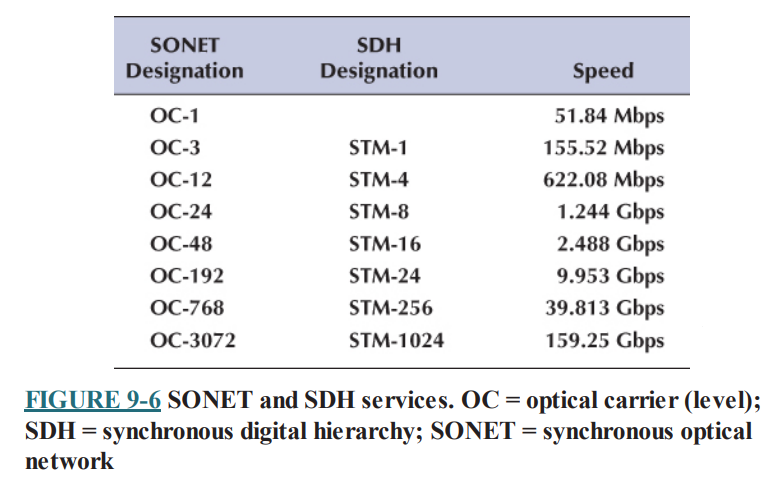 SONET Designation SDH Designation Speed
OC-1 51.84 Mbps
OC-3 STM-1 155.52 Mbps
OC-12 STM-4 622.08 Mbps
OC-24 STM-8 1.244 Gbps
OC-48 STM-16 2.488 Gbps
OC-192 STM-24 9.953 Gbps
OC-768 STM-256 39.813 Gbps
OC-3072 STM-1024 159.25 Gbps
FIGURE 9-6 SONET and SDH services. OC = optical carrier (level);
SDH = synchronous digital hierarchy; SONET = synchronous optical
network